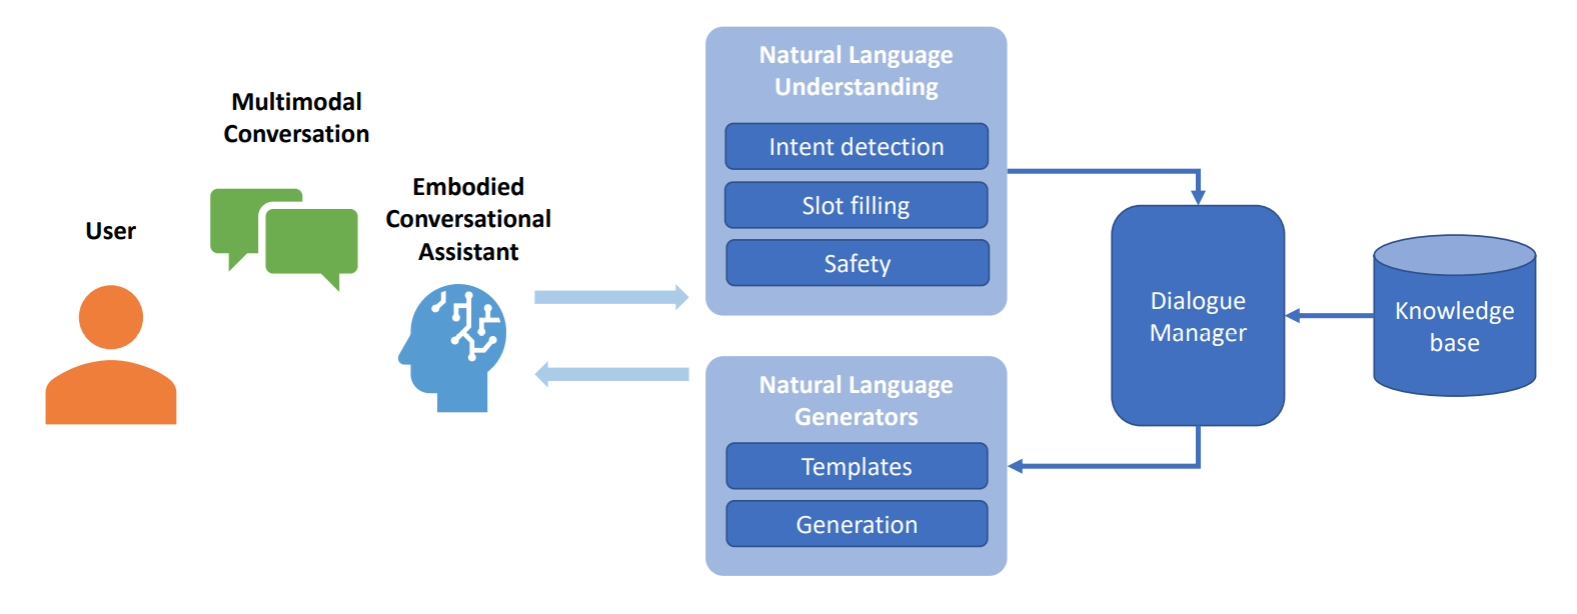 User
Multimodal
Conversation
Embodied
Conversational
Assistant
Natural Language
Understanding
Intent detection
Slot filling
Safety
Natural Language
Generators
Templates
Generation
Dialogue
Manager
Knowledge
base